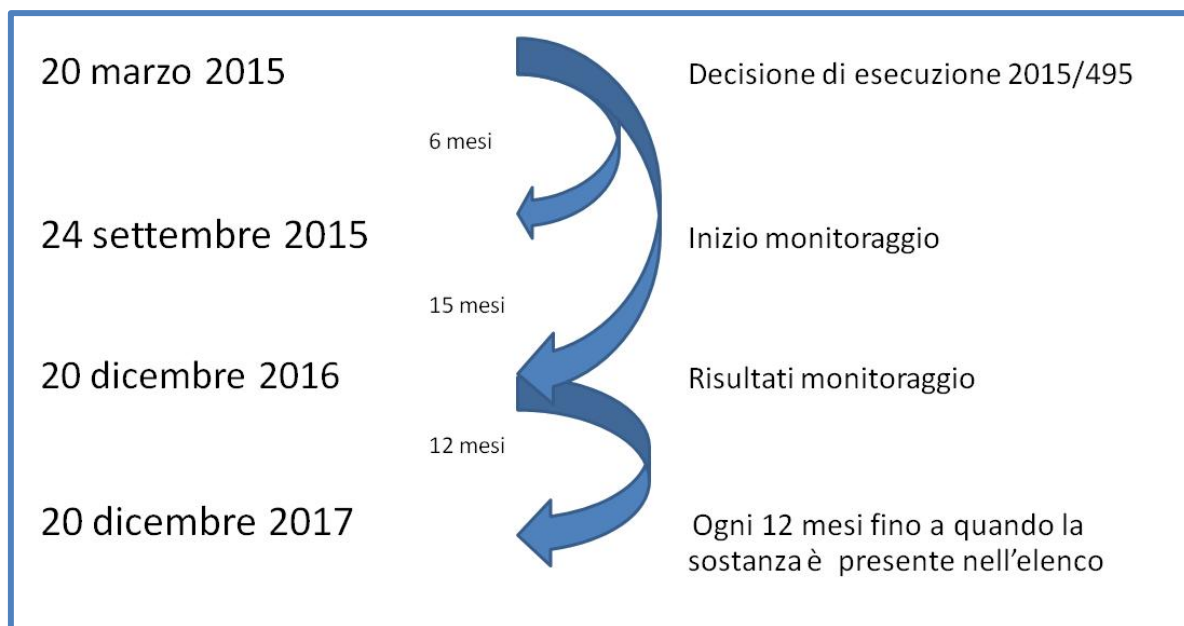 20 marzo 2015
Decisione di esecuzione 2015/495
6 mesi
24 settembre 2015
Inizio monitoraggio
15 mesi
20 dicembre 2016
Risultati monitoraggio
12 mesi
20 dicembre 2017
Ogni 12 mesi fino a quando la
sostanza è presente nell'elenco